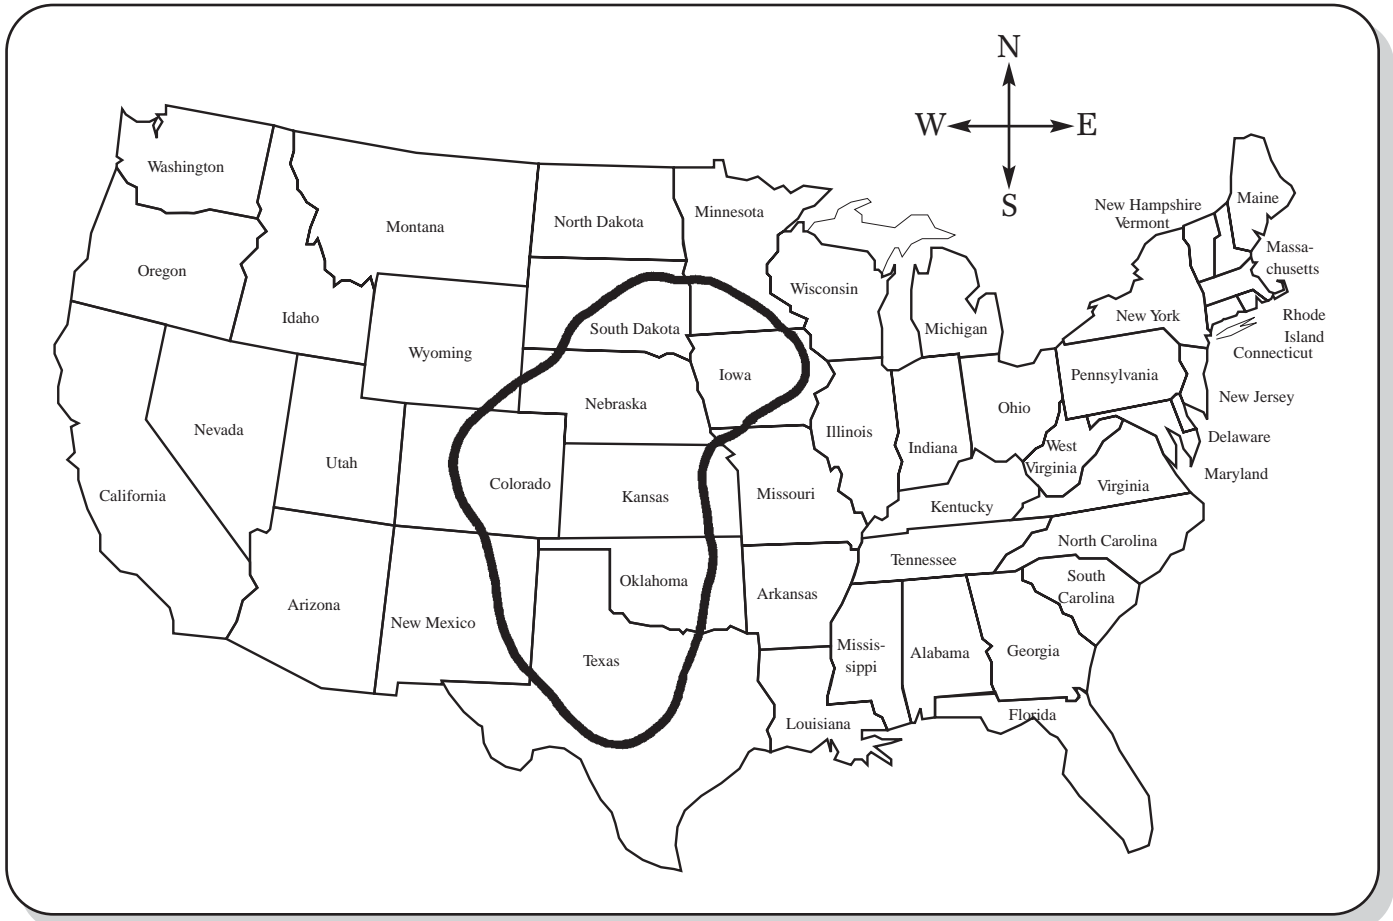 N
W
E
S
Washington
Montana
North Dakota
Minnesota
Maine
New Hampshire
Vermont
Oregon
Idaho
Wyoming
South Dakota
Wisconsin
Michigan
New York
Massa-
chusetts
Rhode
Island
Connecticut
Nevada
Utah
Colorado
Nebraska
Iowa
Illinois
Indiana
Ohio
Pennsylvania
New Jersey
Delaware
Maryland
West
Virginia
Virginia
California
Kansas
Missouri
Kentucky
Arizona
New Mexico
Oklahoma
Arkansas
Tennessee
North Carolina
South
Carolina
Texas
Louisiana
Missis-
sippi
Alabama
Georgia
Florida